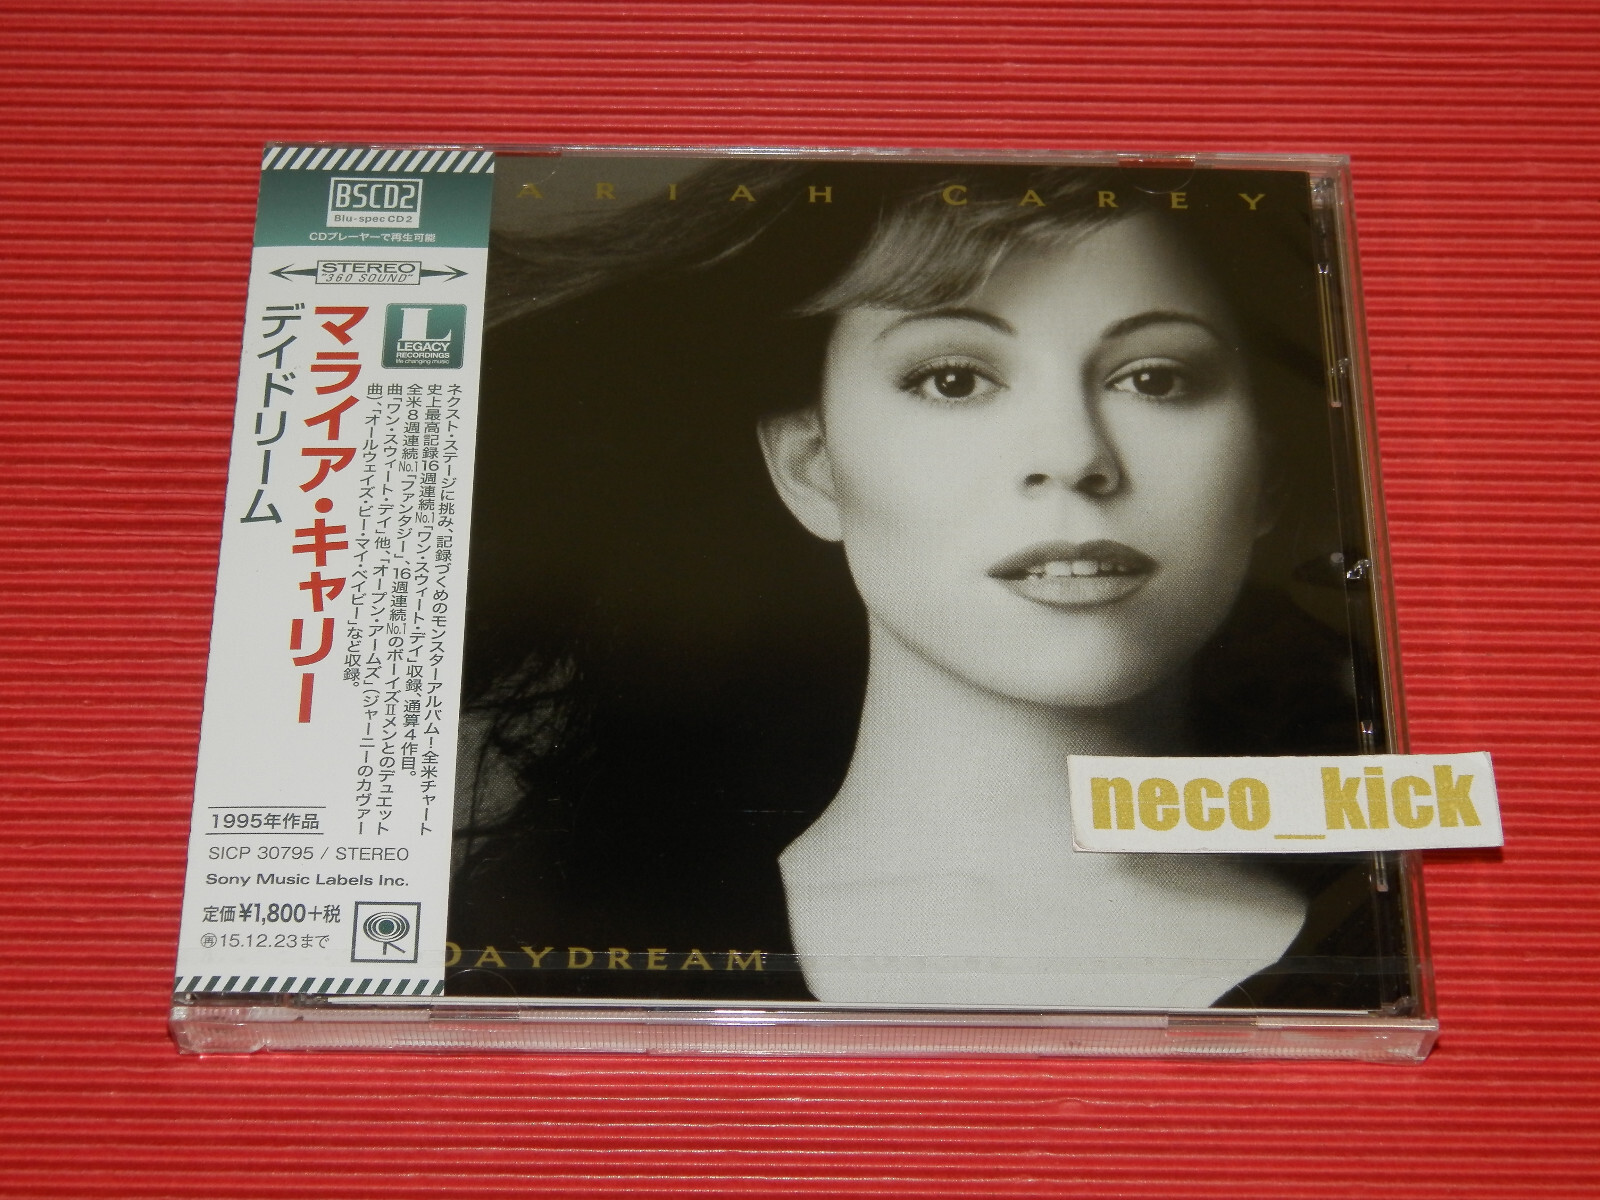 BSCD2
Blu-spec CD2
CDプレーヤーで再生可能
STEREO
"360 SOUND"
L
LEGACY
RECORDINGS
life changing music
マライア・キャリー
デイドリーム
ネクスト・ステージに挑み、記録づくめのモンスターアルバム！全米チャート
史上最高記録16週連続No.1「ワン・スウィート・デイ」収録、通算4作目。
全米8週連続No.1「ファンタジー」、16週連続No.1のボーイズIIメンとのデュエット
曲「ワン・スウィート・デイ」他、「オープン・アームズ」(ジャーニーのカヴァー
曲)、「オールウェイズ・ビー・マイ・ベイビー」など収録。
1995年作品
SICP 30795 / STEREO
Sony Music Labels Inc.
定価¥1,800+税
再15.12.23まで
ARIAH CAREY
DAYDREAM
neco_kick